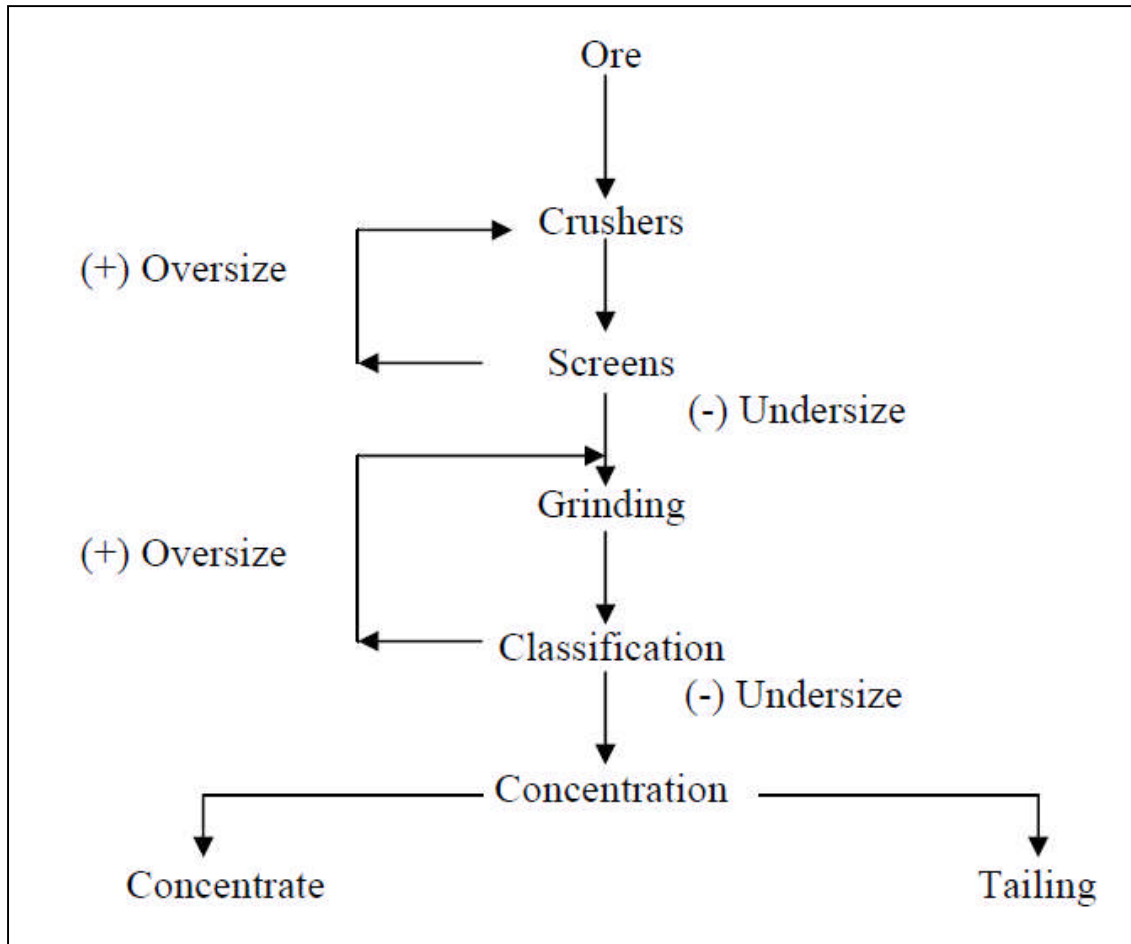 Ore
Crushers
(+) Oversize
Screens
(-) Undersize
Grinding
(+) Oversize
Classification
(-) Undersize
Concentration
Concentrate
Tailing